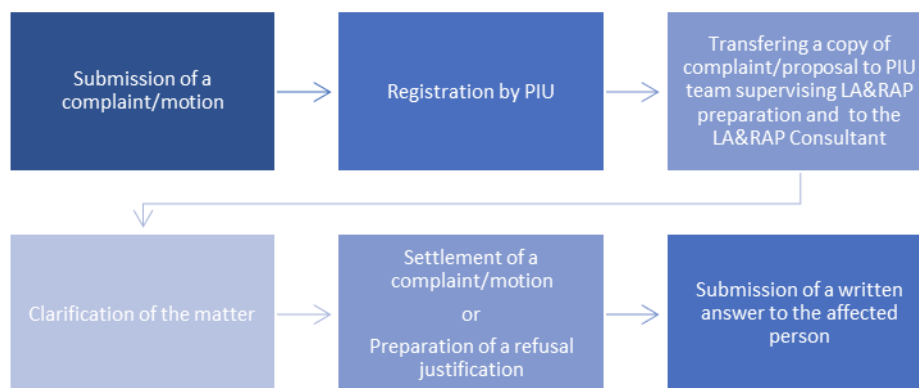 Submission of a
complaint/motion
Registration by PIU
Transfering a copy of
complaint/proposal to PIU
team supervising LA&RAP
preparation and  to the
LA&RAP Consultant
Clarification of the matter
Settlement of a
complaint/motion
or
Preparation of a refusal
justification
Submission of a written
answer to the affected
person